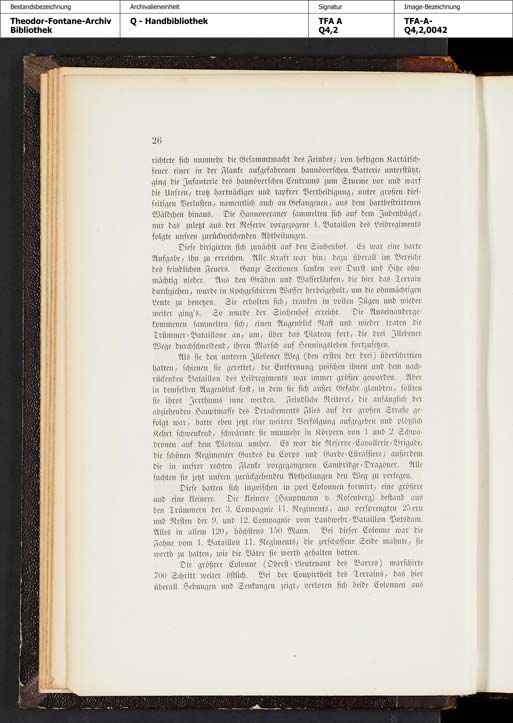 Bestandsbezeichnung Archivalieneinheit Signatur Image-Bezeichnung
Theodor-Fontane-Archiv Q - Handbibliothek TFA A TFA-A-
Bibliothek Q4,2 Q4,2,0042
26
richtete sich nunmehr die Gesammtmacht des Feindes; von heftigem Kartätsch-
feuer einer in der Flanke aufgefahrenen hannöverschen Batterie unterstützt,
ging die Infanterie des hannöverschen Centrums zum Sturme vor und warf
die Unsren, trotz hartnäckiger und tapfrer Vertheidigung, unter großen dies-
seitigen Verlusten, namentlich auch an Gefangenen, aus dem hartbestrittenen
Wäldchen hinaus. Die Hannoveraner sammelten sich auf dem Judenhügel;
nur das zuletzt aus der Reserve vorgezogene 1. Bataillon des Leibregiments
folgte unsren zurückweichenden Abtheilungen.
Diese dirigirten sich zunächst auf den Siechenhof. Es war eine harte
Aufgabe, ihn zu erreichen. Alle Kraft war hin; dazu überall im Bereiche
des feindlichen Feuers. Ganze Sectionen sanken vor Durst und Hitze ohn-
mächtig nieder. Aus den Gräben und Wasserläufen, die hier das Terrain
durchziehen, wurde in Kochgeschirren Wasser herbeigeholt, um die ohnmächtigen
Leute zu benetzen. Sie erholten sich, tranken in vollen Zügen und wieder
weiter ging's. So wurde der Siechenhof erreicht. Die Auseinanderge-
kommenen sammelten sich; einen Augenblick Rast und wieder traten die
Trümmer-Bataillone an, um, über das Plateau fort, die drei Illebener
Wege durchschneidend, ihren Marsch auf Henningsleben fortzusetzen.
Als sie den unteren Illebener Weg (den ersten der drei) überschritten
hatten, schienen sie gerettet; die Entfernung zwischen ihnen und dem nach-
rückenden Bataillon des Leibregiments war immer größer geworden. Aber
in demselben Augenblick fast, in dem sie sich außer Gefahr glaubten, sollten
sie ihres Irrthums inne werden. Feindliche Reiterei, die anfänglich der
abziehenden Hauptmasse des Detachements Flies auf der großen Straße ge-
folgt war, hatte eben jetzt eine weitere Verfolgung aufgegeben und plötzlich
Kehrt schwenkend, schwärmte sie nunmehr in Körpern von 1 und 2 Schwa-
dronen auf dem Plateau umher. Es war die Reserve-Cavallerie-Brigade,
die schönen Regimenter Gardes du Corps und Garde-Cürassiere; außerdem
die in unsrer rechten Flanke vorgegangenen Cambridge-Dragoner. Alle
suchten sie jetzt unsren zurückgehenden Abtheilungen den Weg zu verlegen.
Diese hatten sich inzwischen in zwei Colonnen formirt, eine größere
und eine kleinere. Die kleinere (Hauptmann v. Rosenberg) bestand aus
den Trümmern der 3. Compagnie 11. Regiments, aus versprengten 25ern
und Resten der 9. und 12. Compagnie vom Landwehr-Bataillon Potsdam.
Alles in allem 120, höchstens 150 Mann. Bei dieser Colonne war die
Fahne vom 1. Bataillon 11. Regiments; die zerschossene Seide mahnte, sie
werth zu halten, wie die Väter sie werth gehalten hatten.
Die größere Colonne (Oberst-Lieutenant des Barres) marschirte
700 Schritt weiter östlich. Bei der Coupirtheit des Terrains, das hier
überall Hebungen und Senkungen zeigt, verloren sich beide Colonnen aus